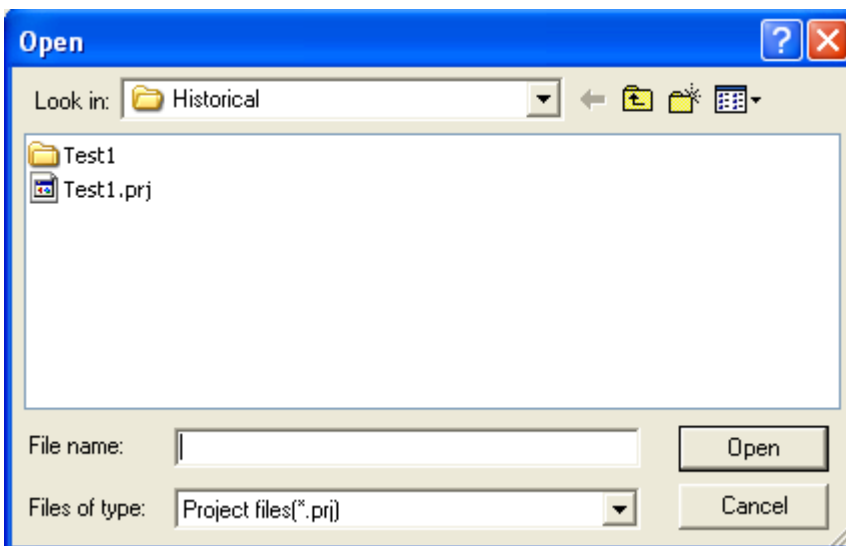 Open
Look in: Historical
Test1
Test1.prj
File name:
Open
Files of type: Project files(*.prj)
Cancel